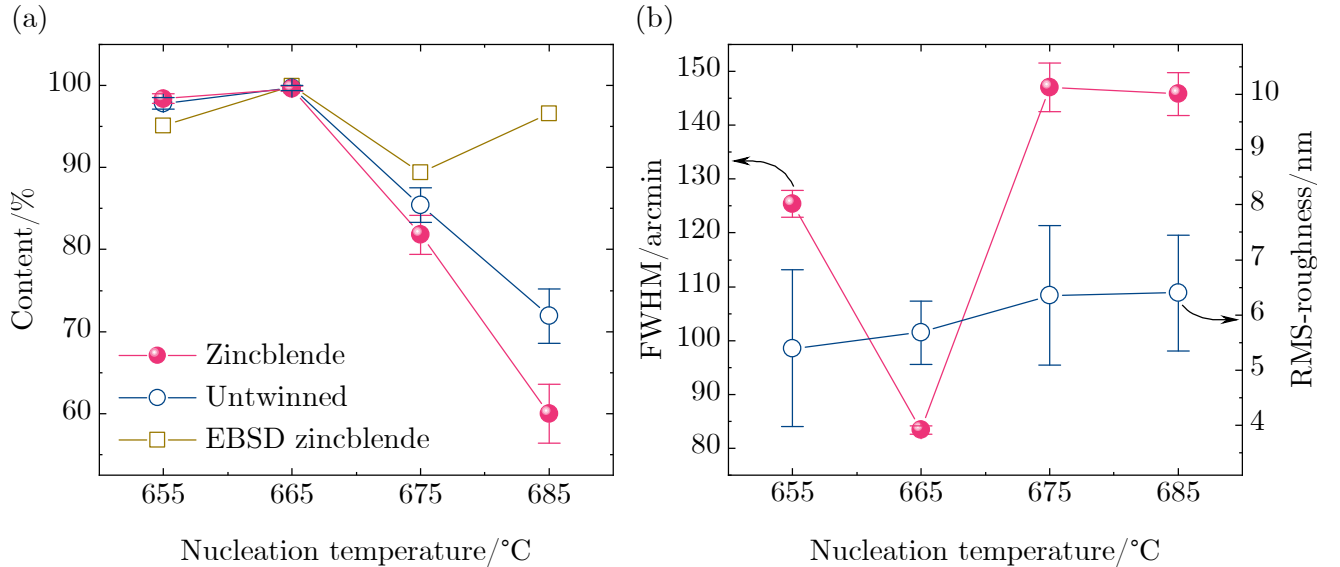 (a)
Content/%
100
90
80
70
60
Zincblende
Untwinned
EBSD zincblende
655 665 675 685
Nucleation temperature/°C
(b)
FWHM/arcmin
150
140
130
120
110
100
90
80
10
9
8
7
6
5
4
RMS-roughness/nm
655 665 675 685
Nucleation temperature/°C